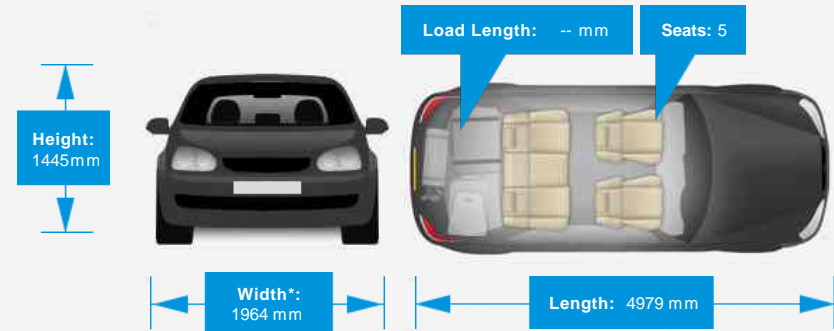 Load Length: -- mm
Seats: 5
Height:
1445mm
Width*:
1964 mm
Length: 4979 mm